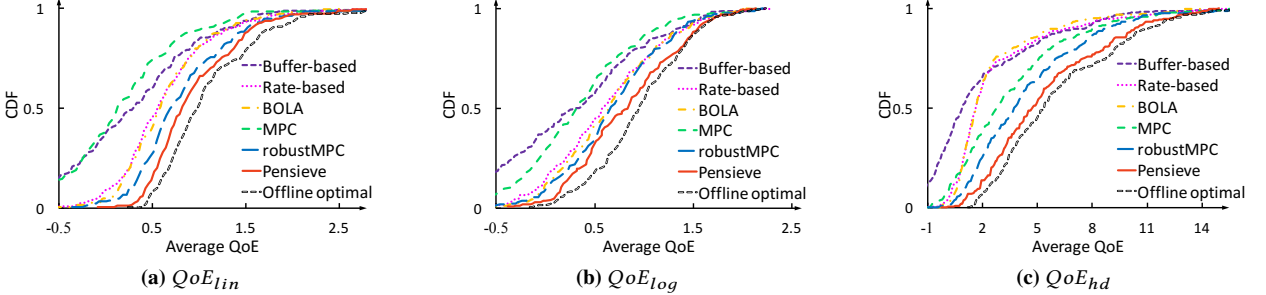 1
CDF
0.5
0
Buffer-based
Rate-based
BOLA
MPC
robustMPC
Pensieve
Offline optimal
-0.5 0.5 1.5 2.5
Average QoE
(a) QoE_lin
1
CDF
0.5
0
Buffer-based
Rate-based
BOLA
MPC
robustMPC
Pensieve
Offline optimal
-0.5 0.5 1.5 2.5
Average QoE
(b) QoE_log
1
CDF
0.5
0
Buffer-based
Rate-based
BOLA
MPC
robustMPC
Pensieve
Offline optimal
-1 2 5 8 11 14
Average QoE
(c) QoE_hd